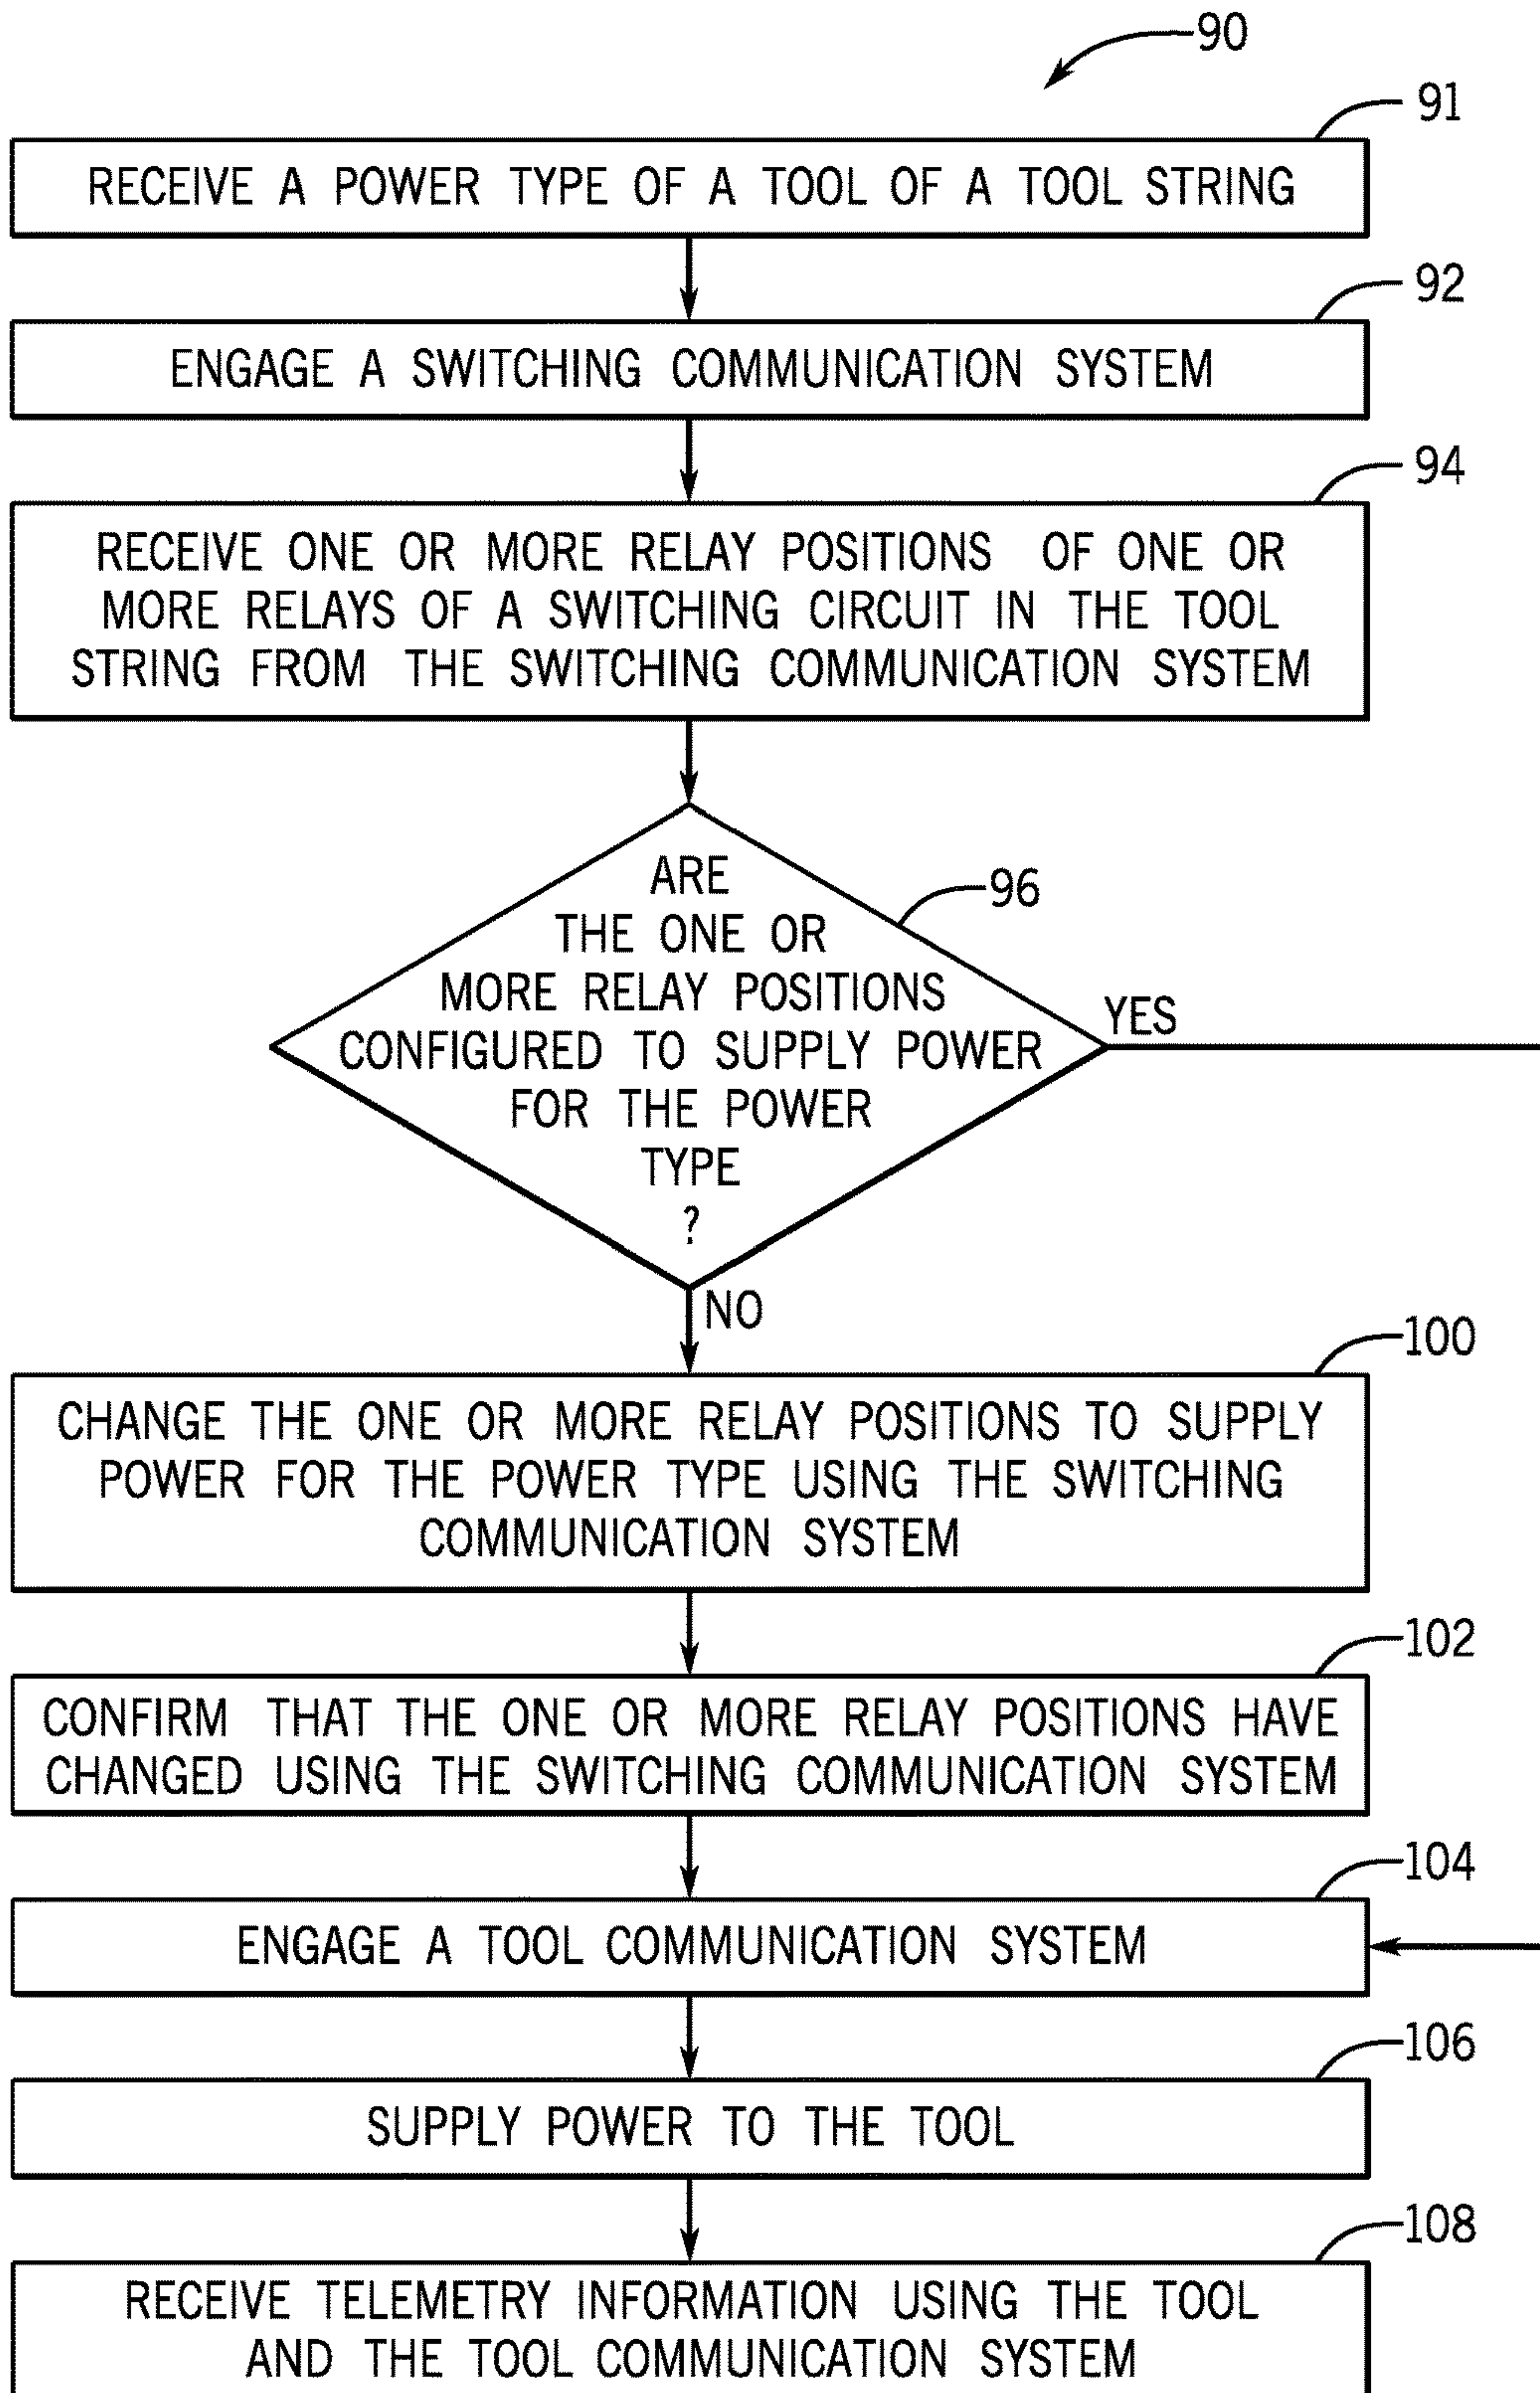 90
91
RECEIVE A POWER TYPE OF A TOOL OF A TOOL STRING
92
ENGAGE A SWITCHING COMMUNICATION SYSTEM
94
RECEIVE ONE OR MORE RELAY POSITIONS OF ONE OR
MORE RELAYS OF A SWITCHING CIRCUIT IN THE TOOL
STRING FROM THE SWITCHING COMMUNICATION SYSTEM
96
ARE
THE ONE OR
MORE RELAY POSITIONS
CONFIGURED TO SUPPLY POWER
FOR THE POWER
TYPE
?
YES
NO
100
CHANGE THE ONE OR MORE RELAY POSITIONS TO SUPPLY
POWER FOR THE POWER TYPE USING THE SWITCHING
COMMUNICATION SYSTEM
102
CONFIRM THAT THE ONE OR MORE RELAY POSITIONS HAVE
CHANGED USING THE SWITCHING COMMUNICATION SYSTEM
104
ENGAGE A TOOL COMMUNICATION SYSTEM
106
SUPPLY POWER TO THE TOOL
108
RECEIVE TELEMETRY INFORMATION USING THE TOOL
AND THE TOOL COMMUNICATION SYSTEM